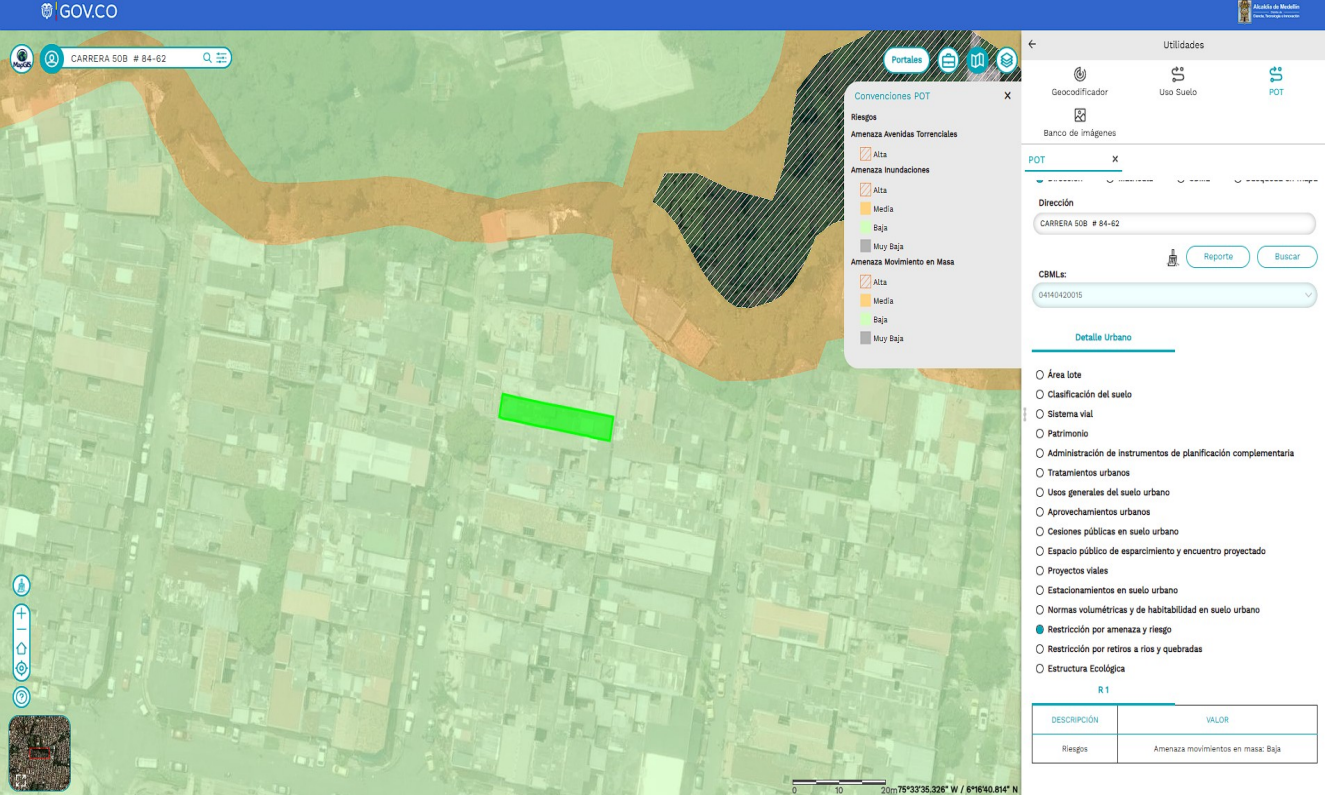 GOV.CO
Alcaldía de Medellín
MapGIS
CARRERA 50B # 84-62
Portales
Convenciones POT
X
Riesgos
Amenaza Avenidas Torrenciales
Alta
Amenaza Inundaciones
Alta
Media
Baja
Muy Baja
Amenaza Movimiento en Masa
Alta
Media
Baja
Muy Baja
0 10 20m
75°33'35.326" W / 6°16'40.814" N
Utilidades
Geocodificador
Uso Suelo
POT
Banco de imágenes
POT X
Dirección
CARRERA 50B # 84-62
Reporte
Buscar
CBMLs:
04140420015
Detalle Urbano
Área lote
Clasificación del suelo
Sistema vial
Patrimonio
Administración de instrumentos de planificación complementaria
Tratamientos urbanos
Usos generales del suelo urbano
Aprovechamientos urbanos
Cesiones públicas en suelo urbano
Espacio público de esparcimiento y encuentro proyectado
Proyectos viales
Estacionamientos en suelo urbano
Normas volumétricas y de habitabilidad en suelo urbano
Restricción por amenaza y riesgo
Restricción por retiros a rios y quebradas
Estructura Ecológica
R 1
DESCRIPCIÓN VALOR
Riesgos Amenaza movimientos en masa: Baja